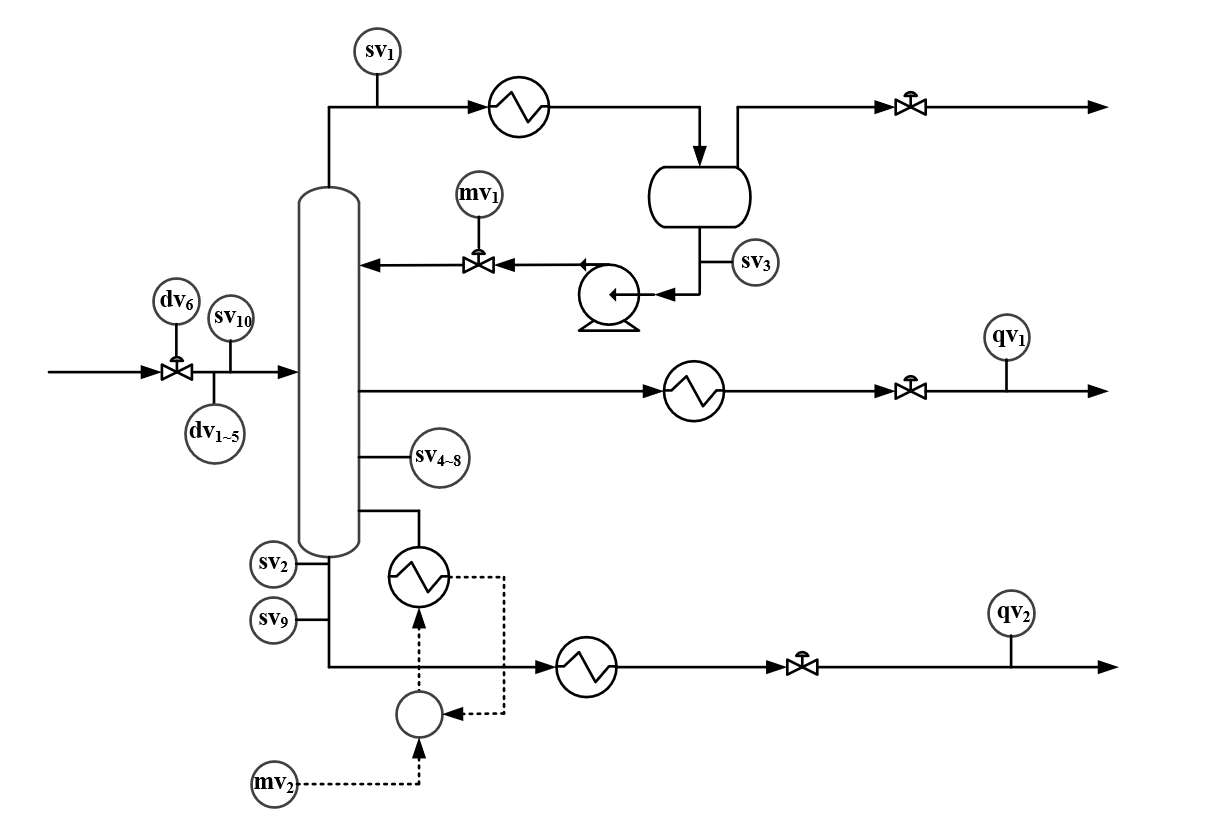 sv₁
mv₁
sv₃
dv₆
sv₁₀
qv₁
dv₁~₅
sv₄~₈
sv₂
sv₉
qv₂
mv₂